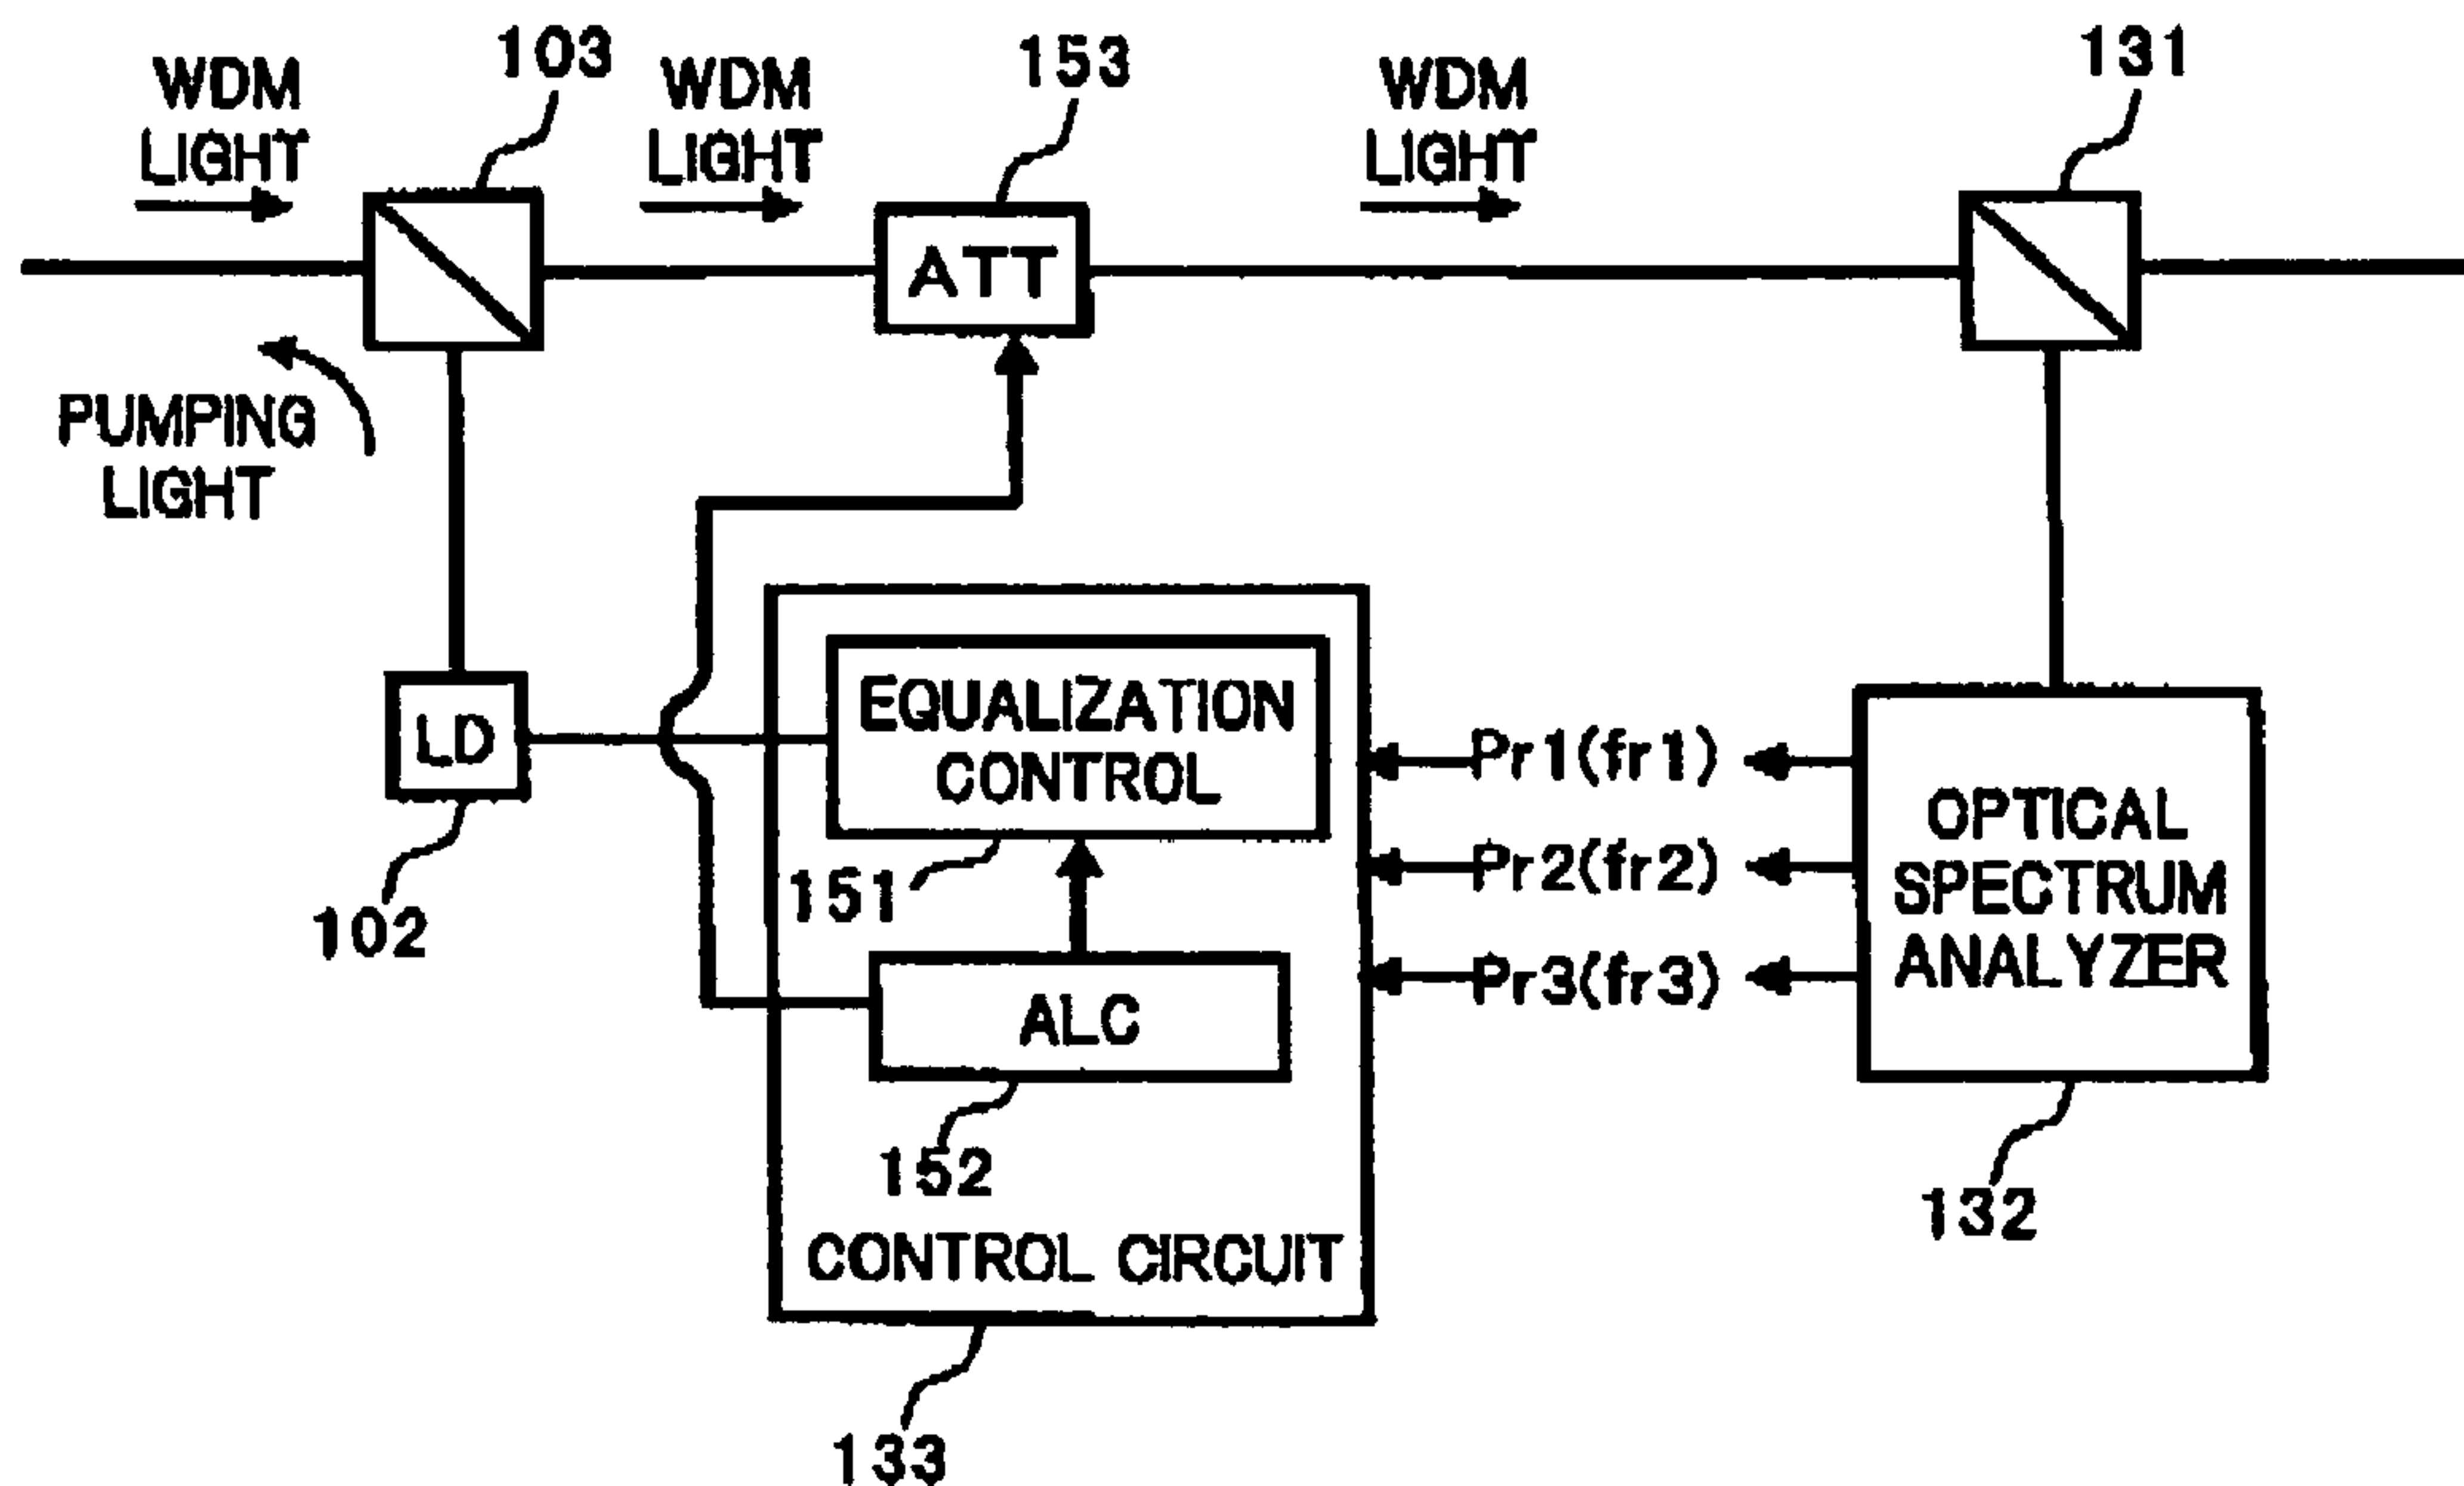 103
153
131
WDM
LIGHT
WDM
LIGHT
WDM
LIGHT
ATT
PUMPING
LIGHT
LD
102
EQUALIZATION
CONTROL
151
ALC
152
CONTROL CIRCUIT
133
Pr1(fr1)
Pr2(fr2)
Pr3(fr3)
OPTICAL
SPECTRUM
ANALYZER
132